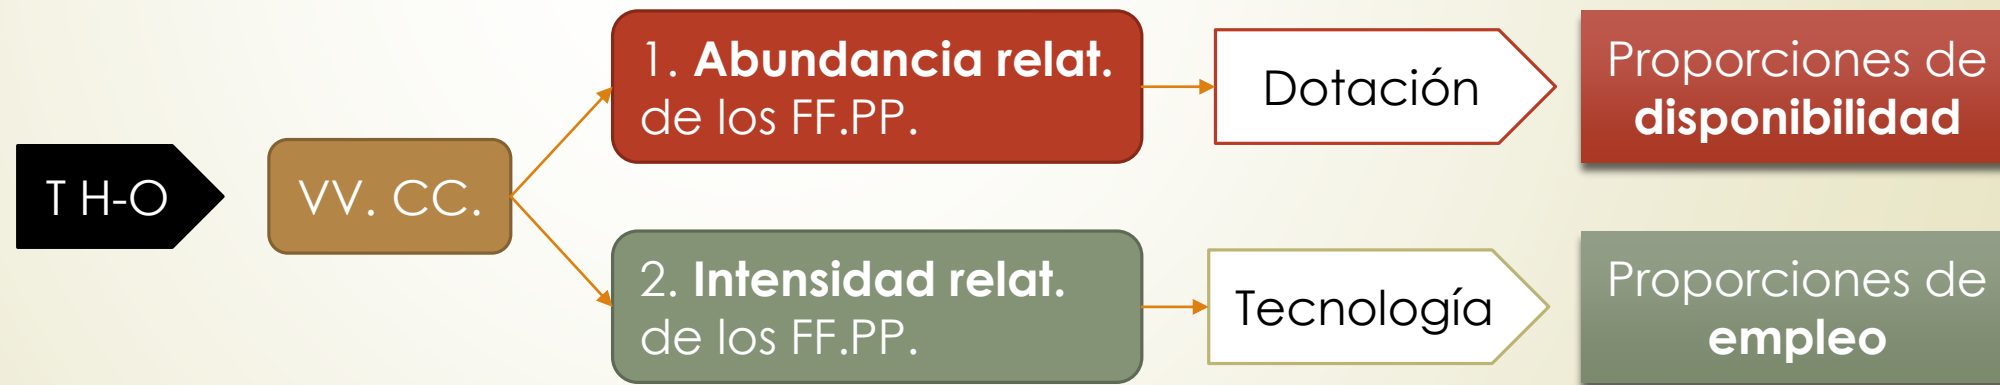 T H-O
VV. CC.
1. Abundancia relat.
de los FF.PP.
Dotación
Proporciones de
disponibilidad
2. Intensidad relat.
de los FF.PP.
Tecnología
Proporciones de
empleo